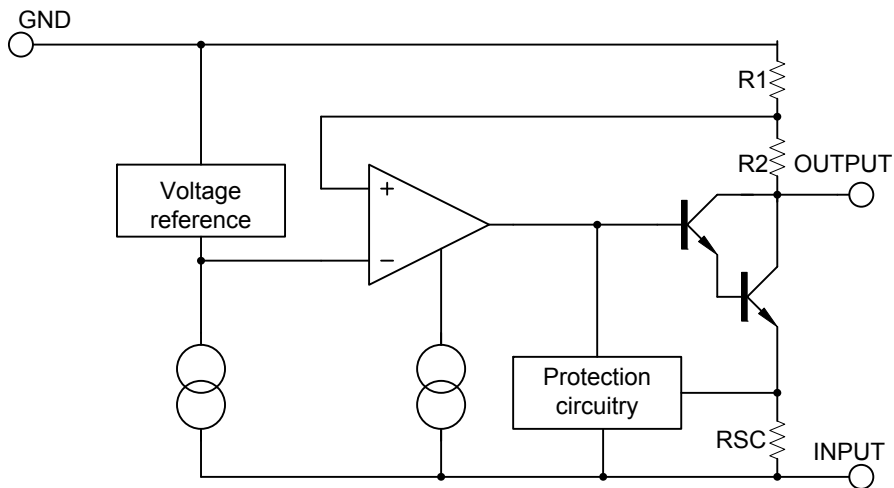 GND
R1
R2
OUTPUT
Voltage
reference
+
−
Protection
circuitry
RSC
INPUT